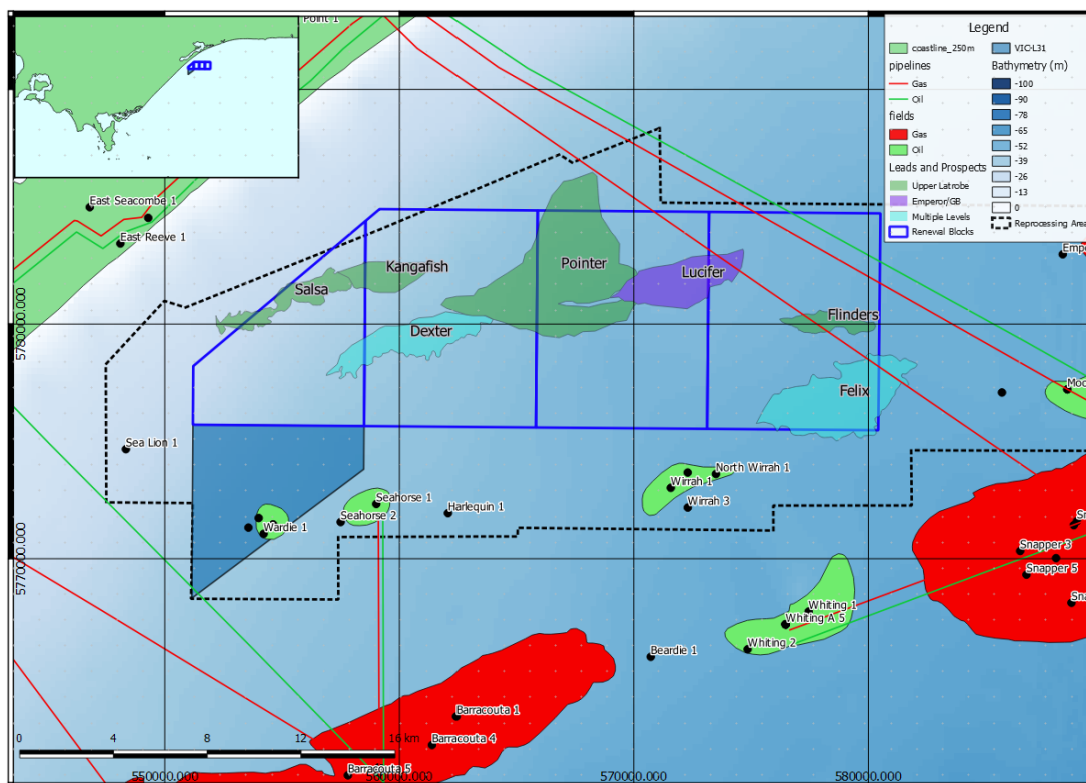 Point 1
Legend
coastline_250m
pipelines
Gas
Oil
fields
Gas
Oil
Leads and Prospects
Upper Latrobe
Emperor/GB
Multiple Levels
Renewal Blocks
VIC-L31
Bathymetry (m)
-100
-90
-78
-65
-52
-39
-26
-13
0
Reprocessing Area
East Seacombe 1
East Reeve 1
Empe
Kangafish
Pointer
Lucifer
Salsa
Dexter
Flinders
Felix
Moo
5780000.000
Sea Lion 1
North Wirrah 1
Wirrah 1
Wirrah 3
Seahorse 1
Seahorse 2
Harlequin 1
Wardie 1
Snapper 3
Snapper 5
Sna
5770000.000
Whiting 1
Whiting A 5
Whiting 2
Beardie 1
Barracouta 1
Barracouta 4
Barracouta 5
0
4
8
12
16 km
550000.000
560000.000
570000.000
580000.000